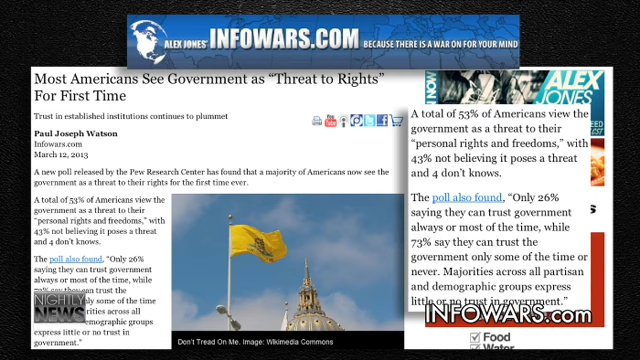 ALEX JONES' INFOWARS.COM BECAUSE THERE IS A WAR ON FOR YOUR MIND
Most Americans See Government as “Threat to Rights”
For First Time
Trust in established institutions continues to plummet
Paul Joseph Watson
Infowars.com
March 12, 2013
A new poll released by the Pew Research Center has found that a majority of Americans now see the
government as a threat to their rights for the first time ever.
A total of 53% of Americans view the
government as a threat to their
“personal rights and freedoms,” with
43% not believing it poses a threat
and 4 don’t knows.
The poll also found, “Only 26%
saying they can trust government
always or most of the time, while
73% say they can trust the
only some of the time
rities across all
demographic groups
express little or no trust in
government.”
Don't Tread On Me. Image: Wikimedia Commons
NIGHTLY
NEWS
NOW
ALEX
JONES
A total of 53% of Americans view the
government as a threat to their
“personal rights and freedoms,” with
43% not believing it poses a threat
and 4 don’t knows.
The poll also found, “Only 26%
saying they can trust government
always or most of the time, while
73% say they can trust the
government only some of the time or
never. Majorities across all partisan
and demographic groups express
little or no trust in government.”
INFOWARS.com
Food
Water